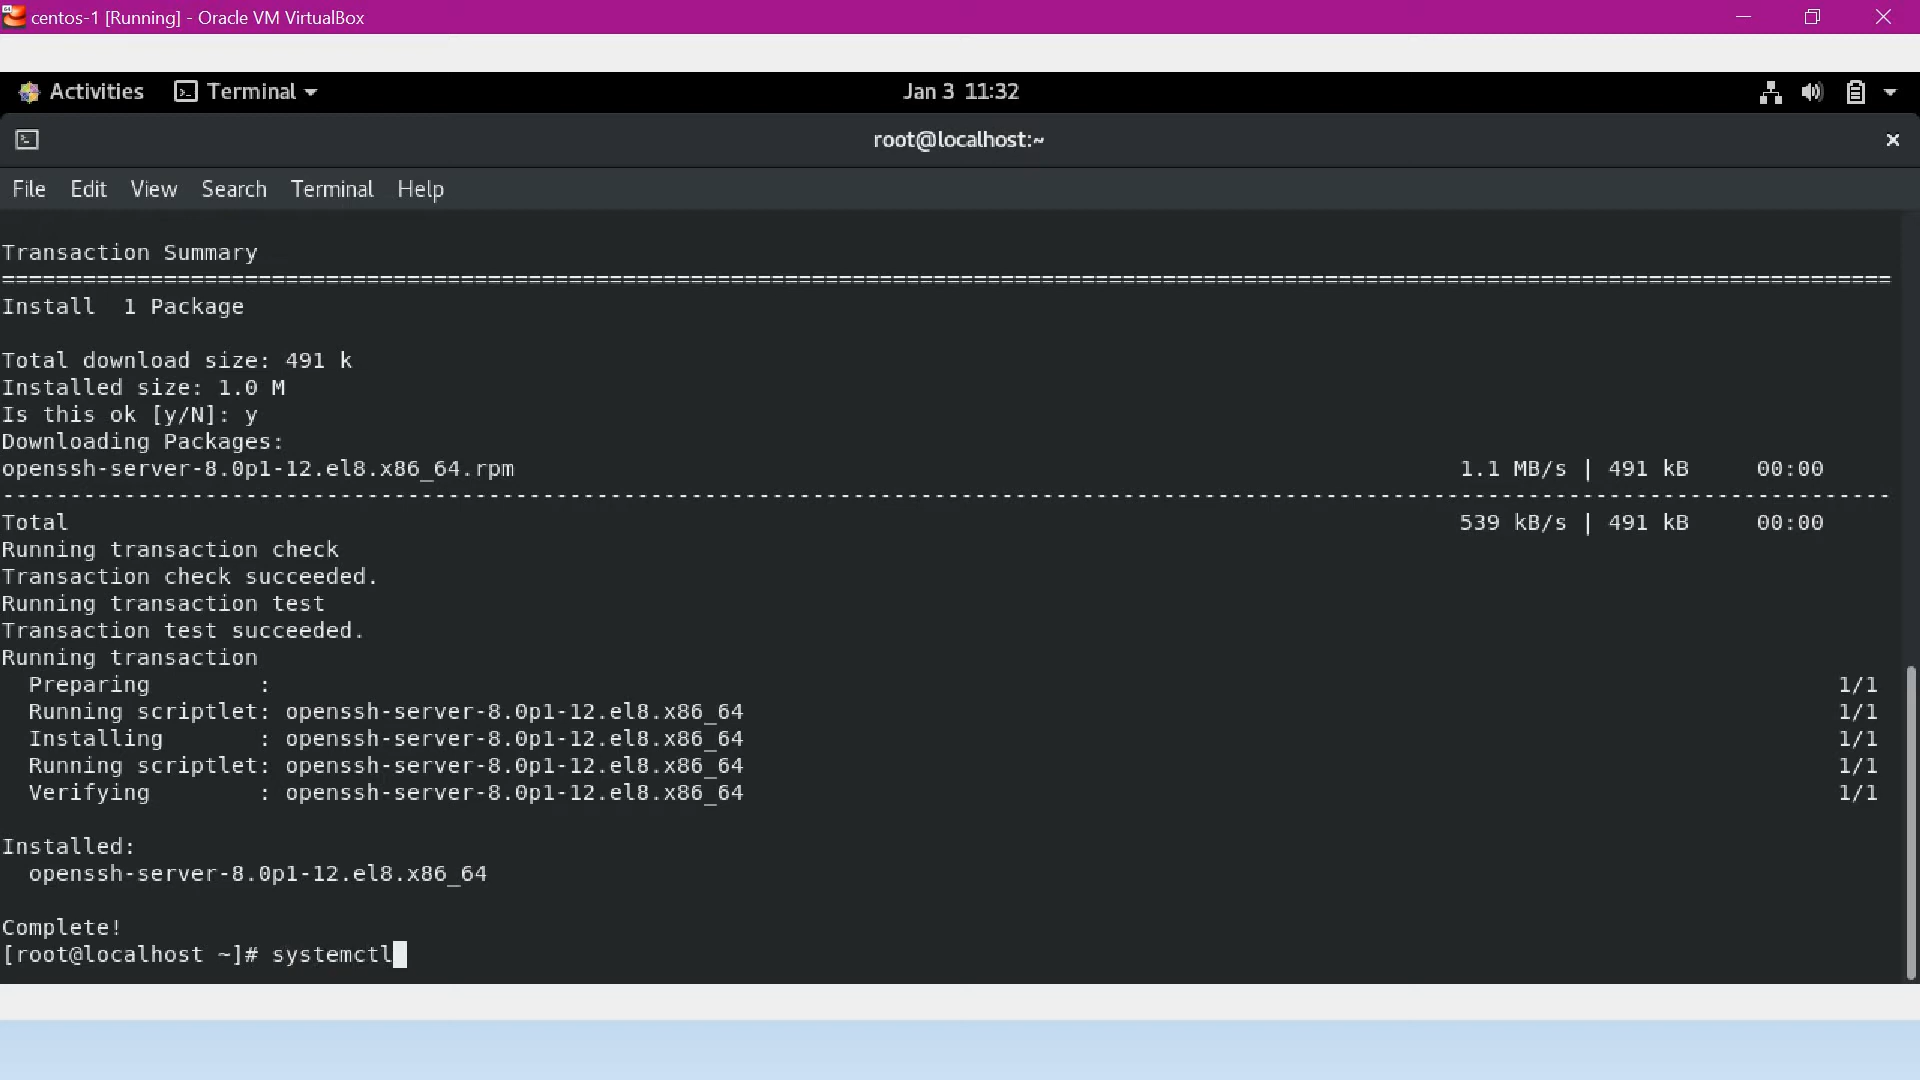 centos-1 [Running] - Oracle VM VirtualBox
Activities Terminal Jan 3 11:32
root@localhost:~
File Edit View Search Terminal Help
Transaction Summary
================================================================================
Install  1 Package
Total download size: 491 k
Installed size: 1.0 M
Is this ok [y/N]: y
Downloading Packages:
openssh-server-8.0p1-12.el8.x86_64.rpm 1.1 MB/s | 491 kB 00:00
--------------------------------------------------------------------------------
Total 539 kB/s | 491 kB 00:00
Running transaction check
Transaction check succeeded.
Running transaction test
Transaction test succeeded.
Running transaction
Preparing : 1/1
Running scriptlet: openssh-server-8.0p1-12.el8.x86_64 1/1
Installing : openssh-server-8.0p1-12.el8.x86_64 1/1
Running scriptlet: openssh-server-8.0p1-12.el8.x86_64 1/1
Verifying : openssh-server-8.0p1-12.el8.x86_64 1/1
Installed:
openssh-server-8.0p1-12.el8.x86_64
Complete!
[root@localhost ~]# systemctl